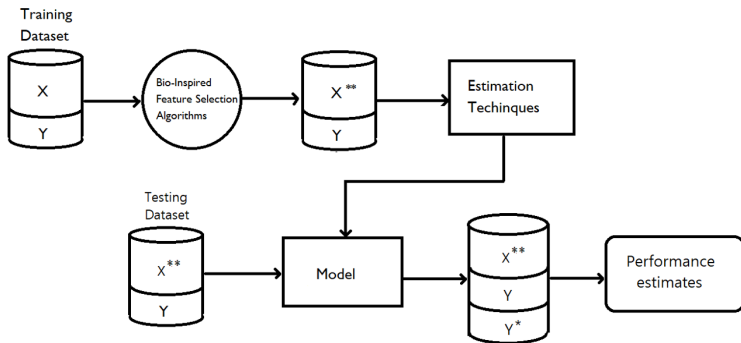 Training
Dataset
X
Y
Bio-Inspired
Feature Selection
Algorithms
X**
Y
Estimation
Techinques
Testing
Dataset
X**
Y
Model
X**
Y
Y*
Performance
estimates